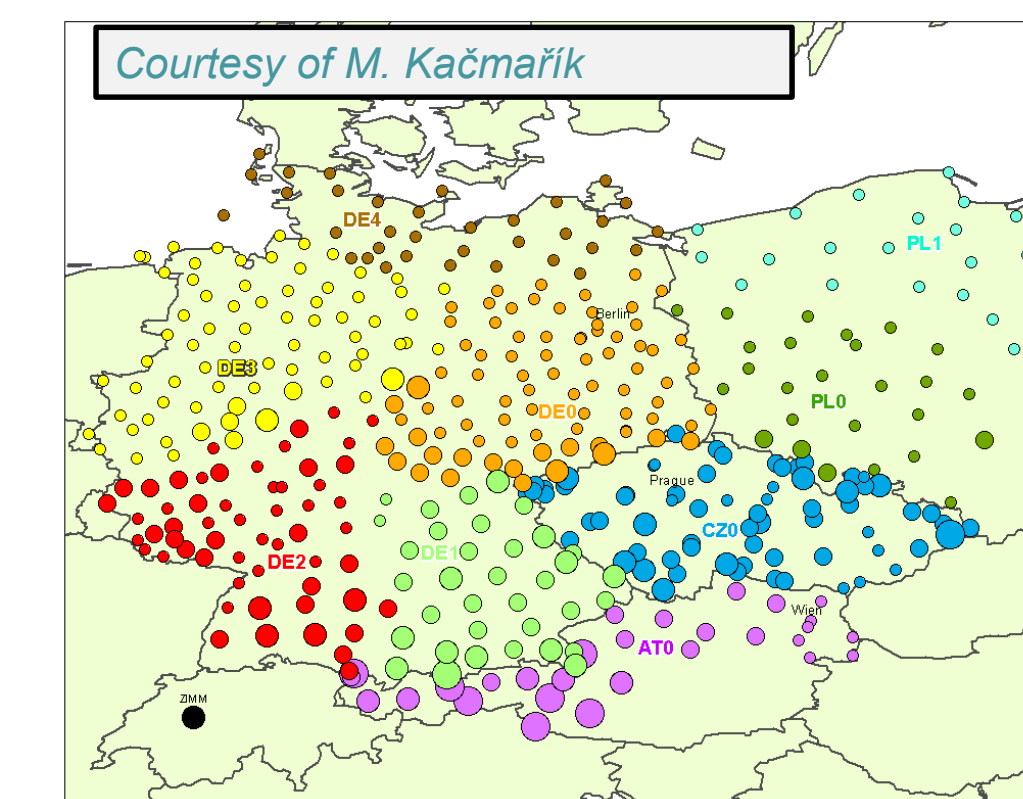 Courtesy of M. Kačmařík
DE4
PL1
Berlin
DE3
PL0
DE0
Prague
CZ0
DE1
DE2
Wien
AT0
ZIMM